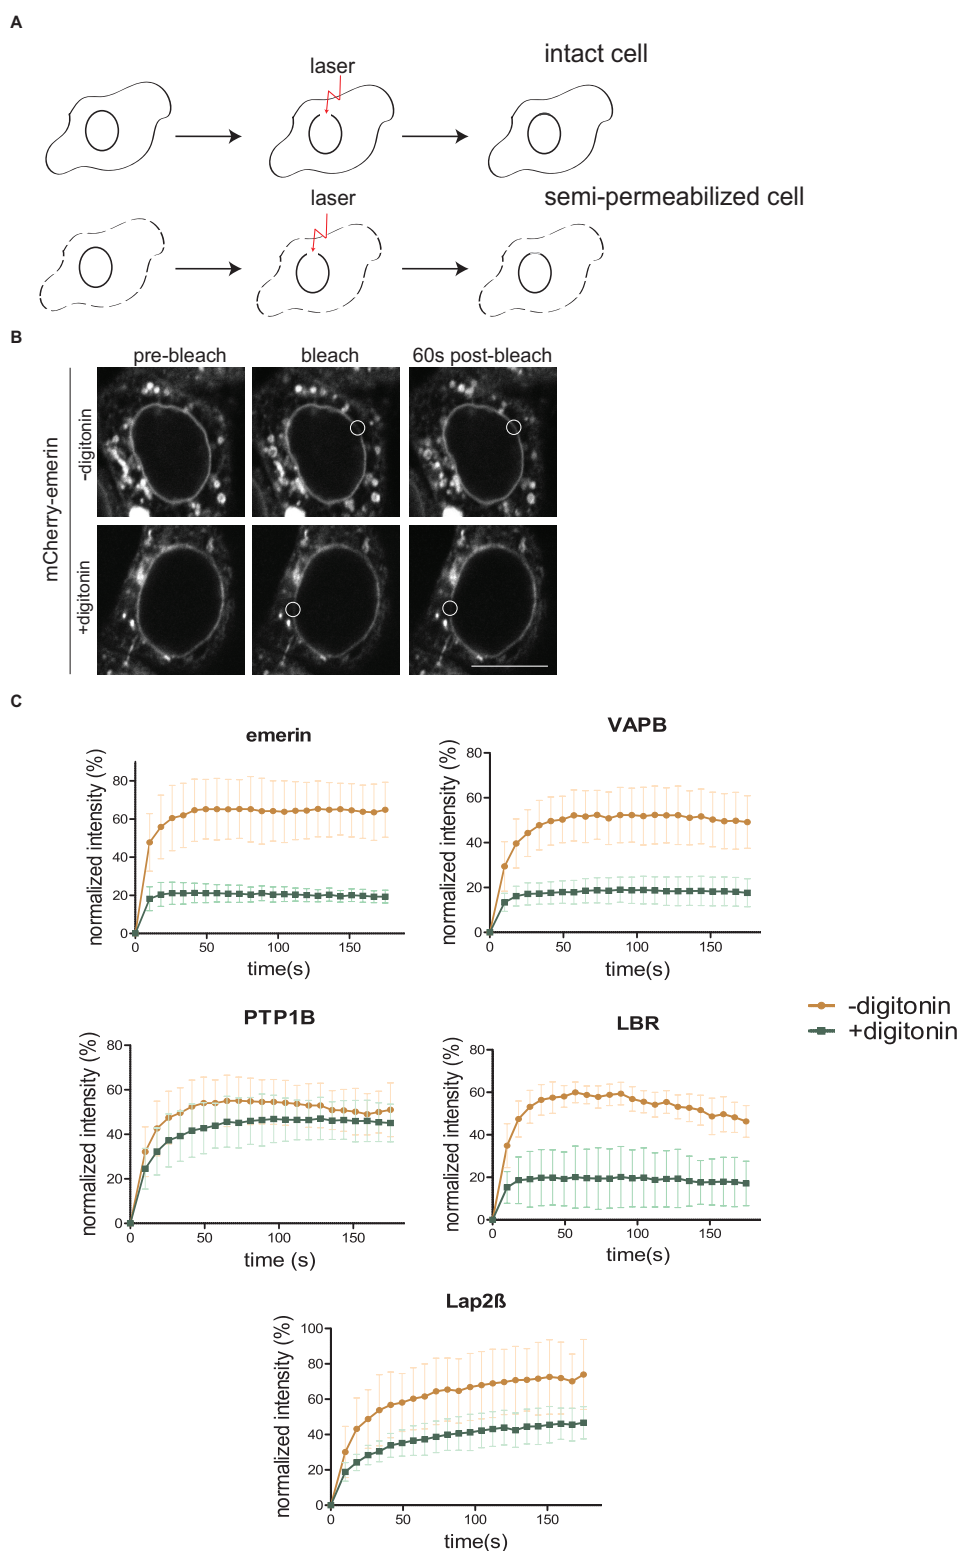 A
intact cell
laser
semi-permeabilized cell
laser
B
pre-bleach bleach 60s post-bleach
mCherry-emerin
-digitonin
+digitonin
C
emerin
normalized intensity (%)
80
60
40
20
0
0 50 100 150
time(s)
VAPB
normalized intensity (%)
80
60
40
20
0
0 50 100 150
time(s)
PTP1B
normalized intensity (%)
80
60
40
20
0
0 50 100 150
time (s)
LBR
normalized intensity (%)
80
60
40
20
0
0 50 100 150
time(s)
-digitonin
+digitonin
Lap2ß
normalized intensity (%)
100
80
60
40
20
0
0 50 100 150
time(s)